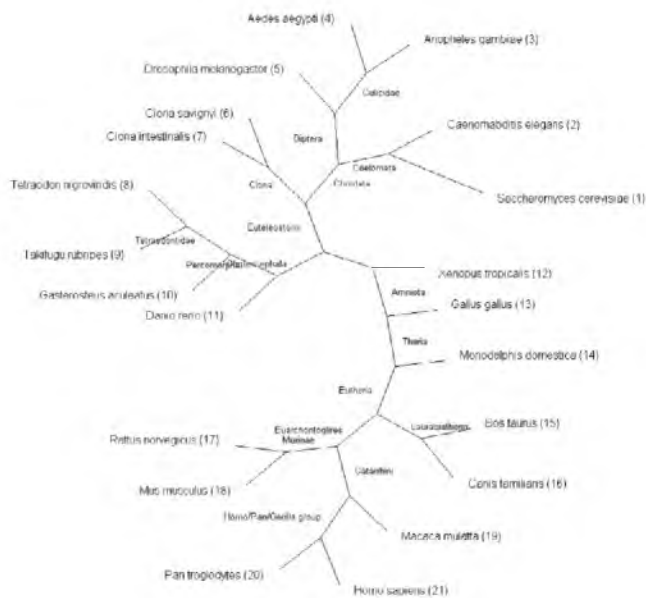 Aedes aegypti (4)
Anopheles gambiae (3)
Drosophila melanogastor (5)
Culicidae
Ciona savignyi (6)
Caenorhabditis elegans (2)
Ciona intestinalis (7)
Diptera
Coelomata
Tetraodon nigroviridis (8)
Ciona
Chordata
Saccharomyces cerevisiae (1)
Euteleostomi
Tetraodontidae
Takifugu rubripes (9)
Percomorpha
Gasterosteus aculeatus (10)
Xenopus tropicalis (12)
Danio rerio (11)
Amniota
Gallus gallus (13)
Theria
Monodelphis domestica (14)
Eutheria
Laurasiatheria
Bos taurus (15)
Euarchontoglires
Murinae
Rattus norvegicus (17)
Mus musculus (18)
Catarrhini
Canis familiaris (16)
Homo/Pan/Gorilla group
Macaca mulatta (19)
Pan troglodytes (20)
Homo sapiens (21)